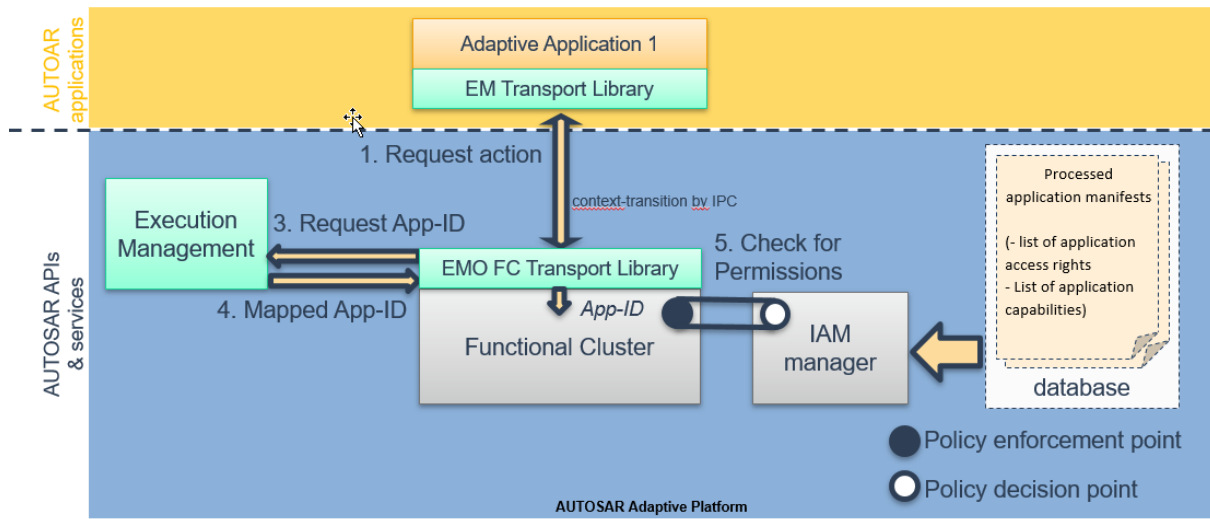 AUTOAR
applications
Adaptive Application 1
EM Transport Library
1. Request action
context-transition by IPC
AUTOSAR APIs
& services
Execution
Management
3. Request App-ID
4. Mapped App-ID
EMO FC Transport Library
App-ID
Functional Cluster
5. Check for
Permissions
IAM
manager
Processed
application manifests
(- list of application
access rights
- List of application
capabilities)
database
Policy enforcement point
Policy decision point
AUTOSAR Adaptive Platform